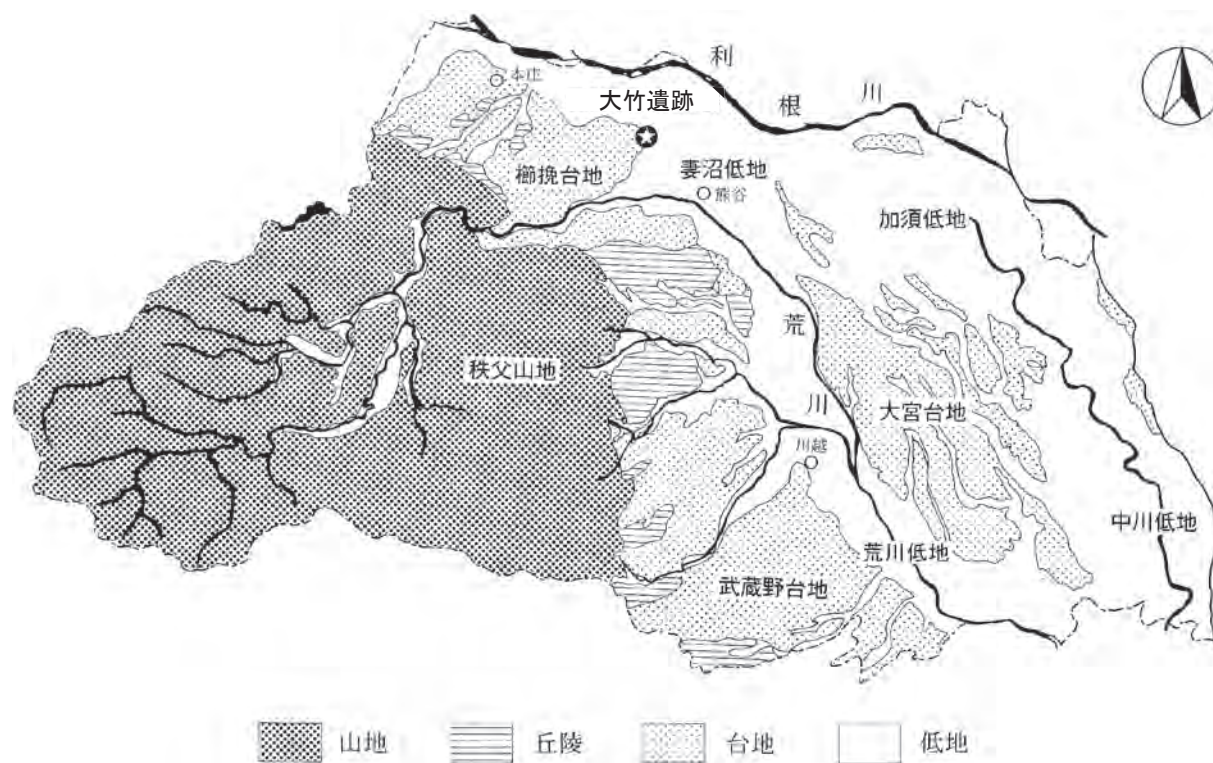 利根川
本庄
大竹遺跡
櫛挽台地
妻沼低地
熊谷
加須低地
荒川
秩父山地
大宮台地
川越
中川低地
荒川低地
武蔵野台地
山地
丘陵
台地
低地